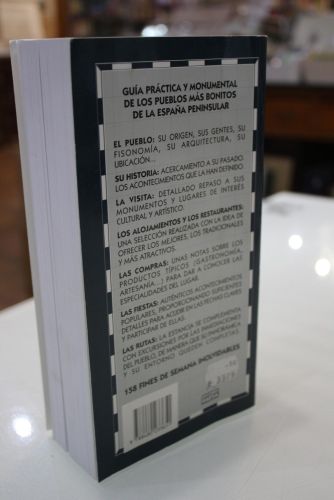 GUÍA PRÁCTICA Y MONUMENTAL
DE LOS PUEBLOS MÁS BONITOS
DE LA ESPAÑA PENINSULAR
EL PUEBLO: SU ORIGEN, SUS GENTES, SU
FISONOMÍA, SU ARQUITECTURA, SU
UBICACIÓN...
SU HISTORIA: ACERCAMIENTO A SU PASADO.
LOS ACONTECIMIENTOS QUE LA HAN DEFINIDO.
LA VISITA: DETALLADO REPASO A SUS
MONUMENTOS Y LUGARES DE INTERÉS
CULTURAL Y ARTÍSTICO.
LOS ALOJAMIENTOS Y LOS RESTAURANTES:
UNA SELECCIÓN REALIZADA CON LA IDEA DE
OFRECER LOS MEJORES, LOS TRADICIONALES
Y MÁS ATRACTIVOS.
LAS COMPRAS: UNAS NOTAS SOBRE LOS
PRODUCTOS TÍPICOS (GASTRONOMÍA,
ARTESANÍA...) PARA DAR A CONOCER LAS
ESPECIALIDADES DEL LUGAR.
LAS FIESTAS: AUTÉNTICOS ACONTECIMIENTOS
POPULARES, PROPORCIONANDO SUFICIENTES
DETALLES PARA ACUDIR EN LAS FECHAS CLAVES
Y PARTICIPAR DE ELLAS.
LAS RUTAS: LA ESTANCIA SE COMPLEMENTA
CON EXCURSIONES POR LAS INMEDIACIONES
DEL PUEBLO, DE MANERA QUE SU PANORÁMICA
Y SU ENTORNO QUEDEN COMPLETAS
158 FINES DE SEMANA INOLVIDABLES